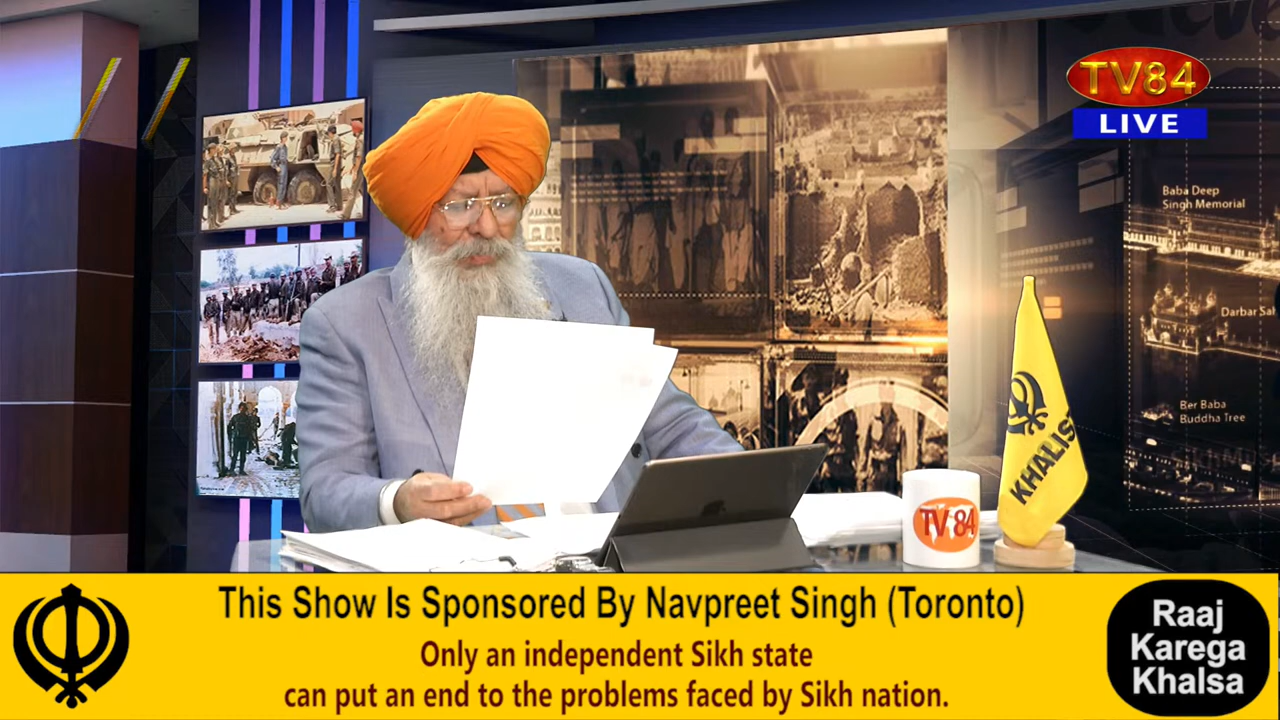 TV84
LIVE
Baba Deep
Singh Memorial
Darbar Sa
Ber Baba
Buddha Tree
KHALIS
TV 84
This Show Is Sponsored By Navpreet Singh (Toronto)
Only an independent Sikh state
can put an end to the problems faced by Sikh nation.
Raaj
Karega
Khalsa